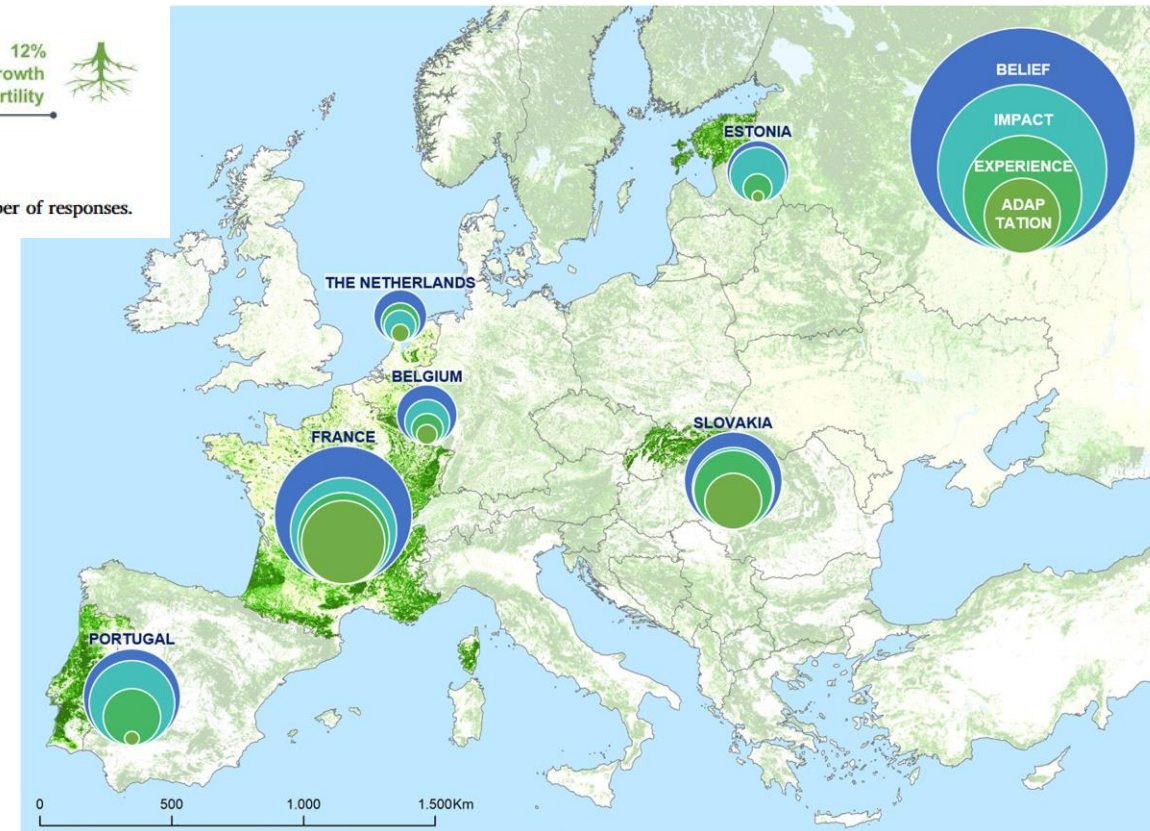 12%
rowth
rtility
ber of responses.
BELIEF
IMPACT
EXPERIENCE
ADAP
TATION
ESTONIA
THE NETHERLANDS
BELGIUM
FRANCE
SLOVAKIA
PORTUGAL
0 500 1.000 1.500Km